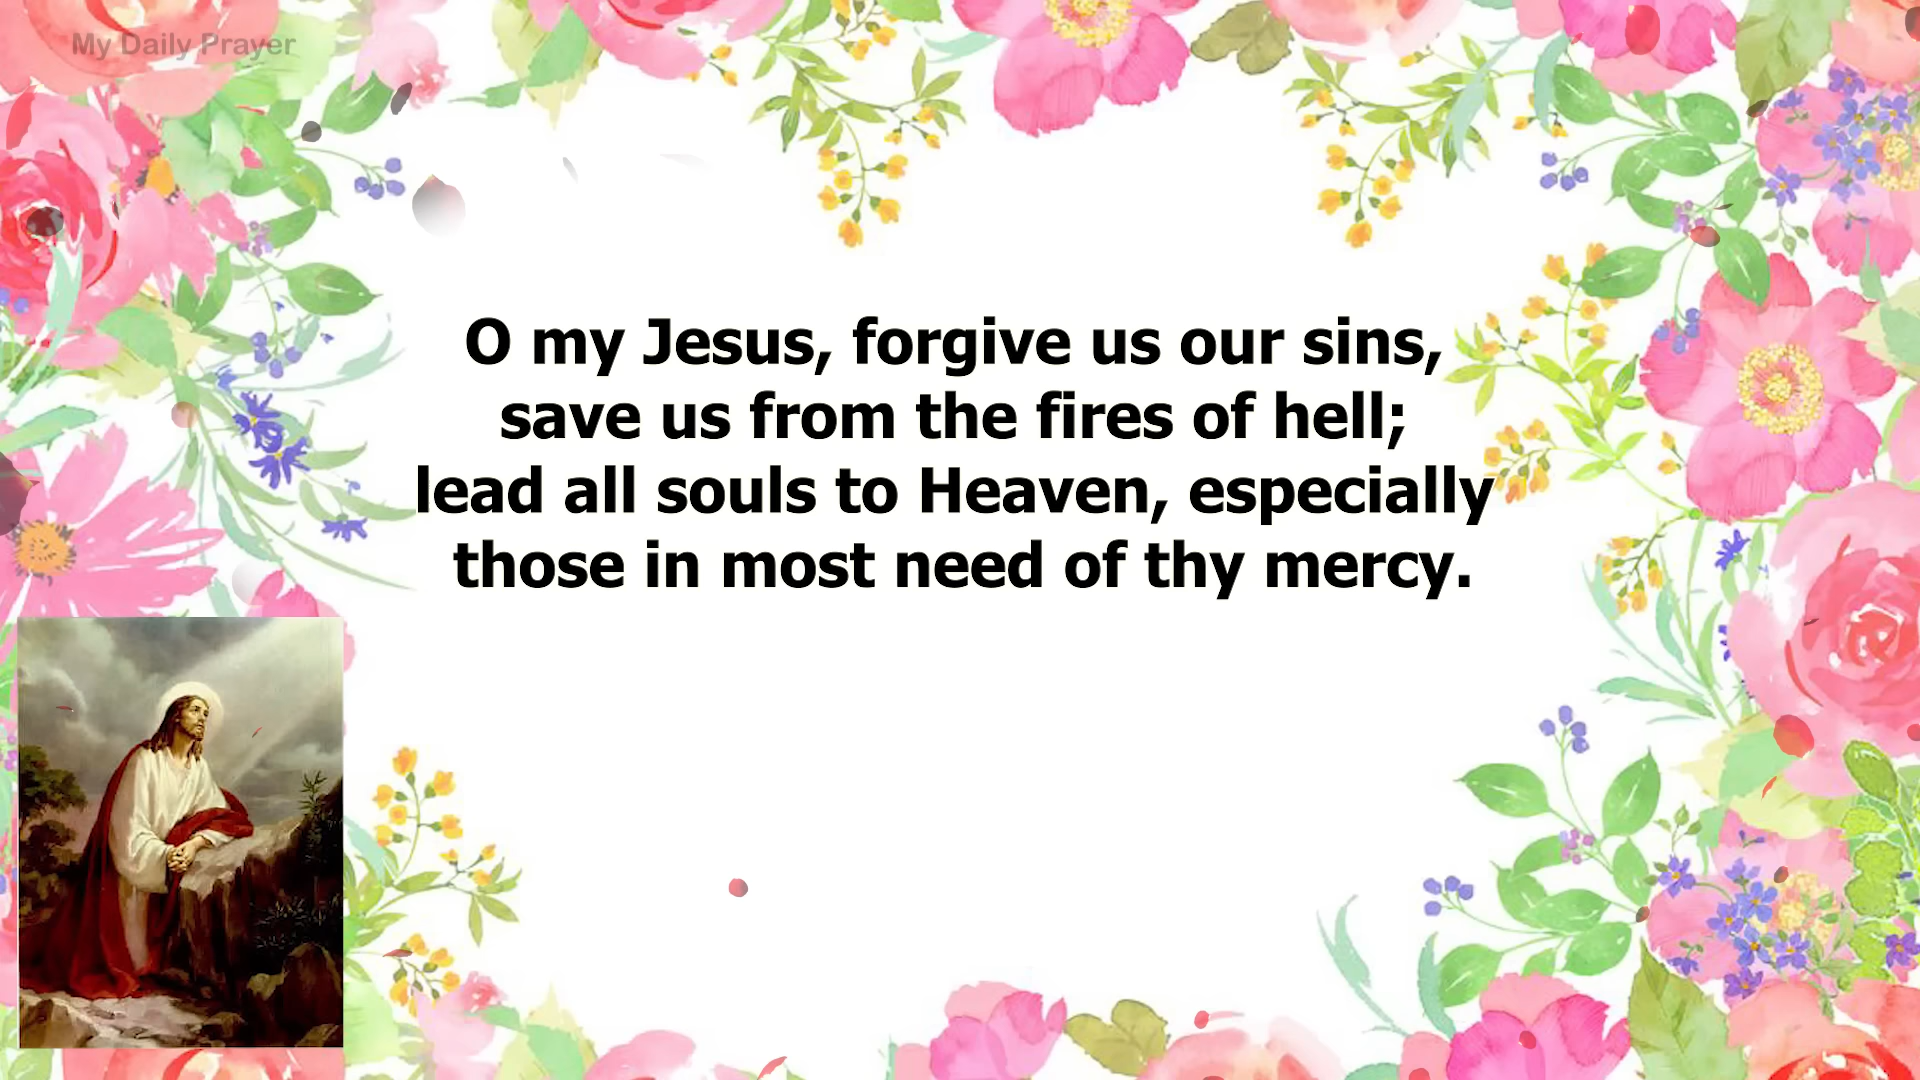 My Daily Prayer
O my Jesus, forgive us our sins,
save us from the fires of hell;
lead all souls to Heaven, especially
those in most need of thy mercy.